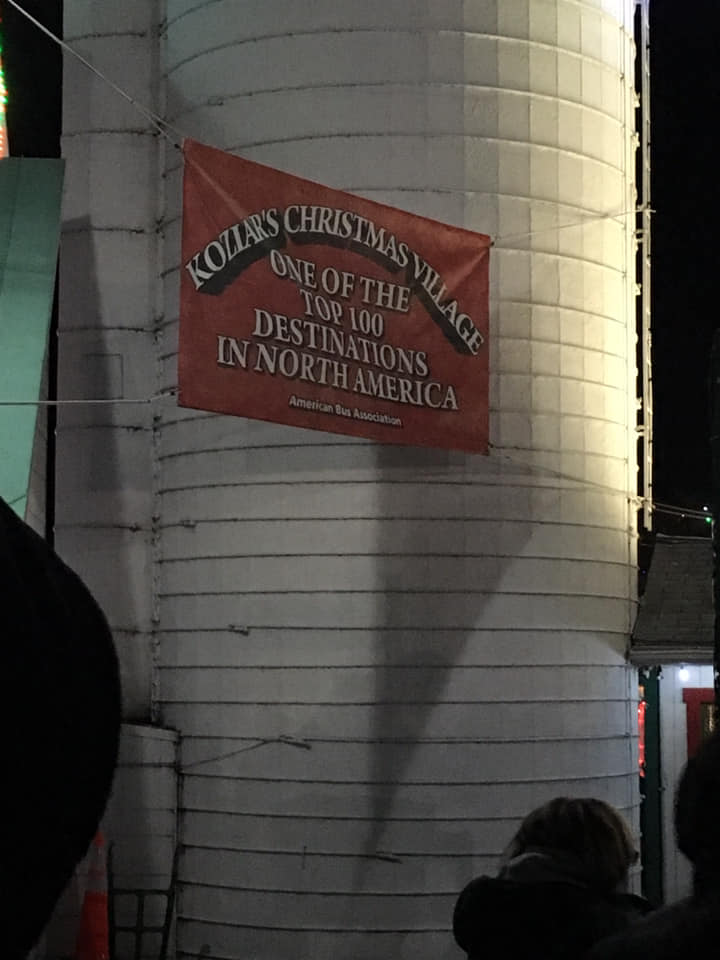 KOZIAR'S CHRISTMAS VILLAGE
ONE OF THE
TOP 100
DESTINATIONS
IN NORTH AMERICA
American Bus Association